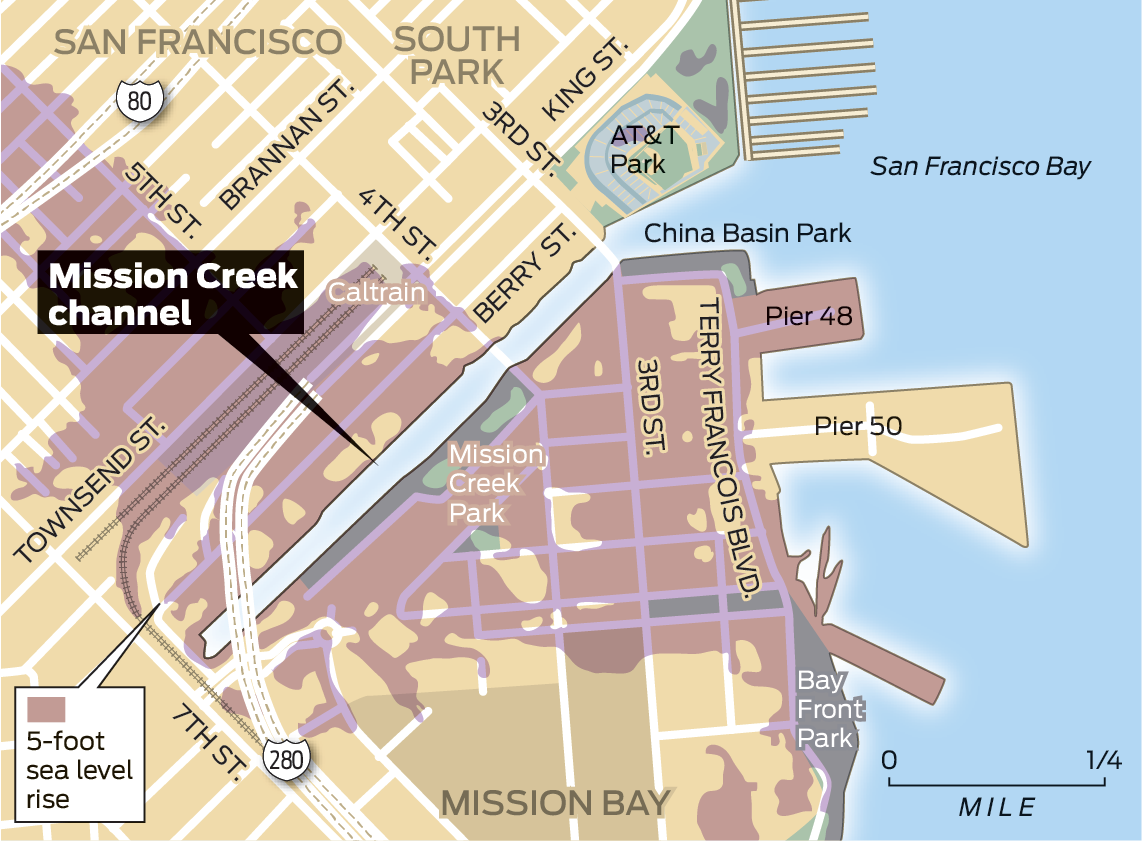 SAN FRANCISCO
SOUTH
PARK
80
BRANNAN ST.
KING ST.
3RD ST.
AT&T
Park
San Francisco Bay
5TH ST.
4TH ST.
BERRY ST.
China Basin Park
Mission Creek
channel
Caltrain
TERRY FRANCOIS BLVD.
Pier 48
3RD ST.
Pier 50
Mission
Creek
Park
TOWNSEND ST.
5-foot
sea level
rise
7TH ST.
280
Bay
Front
Park
MISSION BAY
0 1/4
MILE